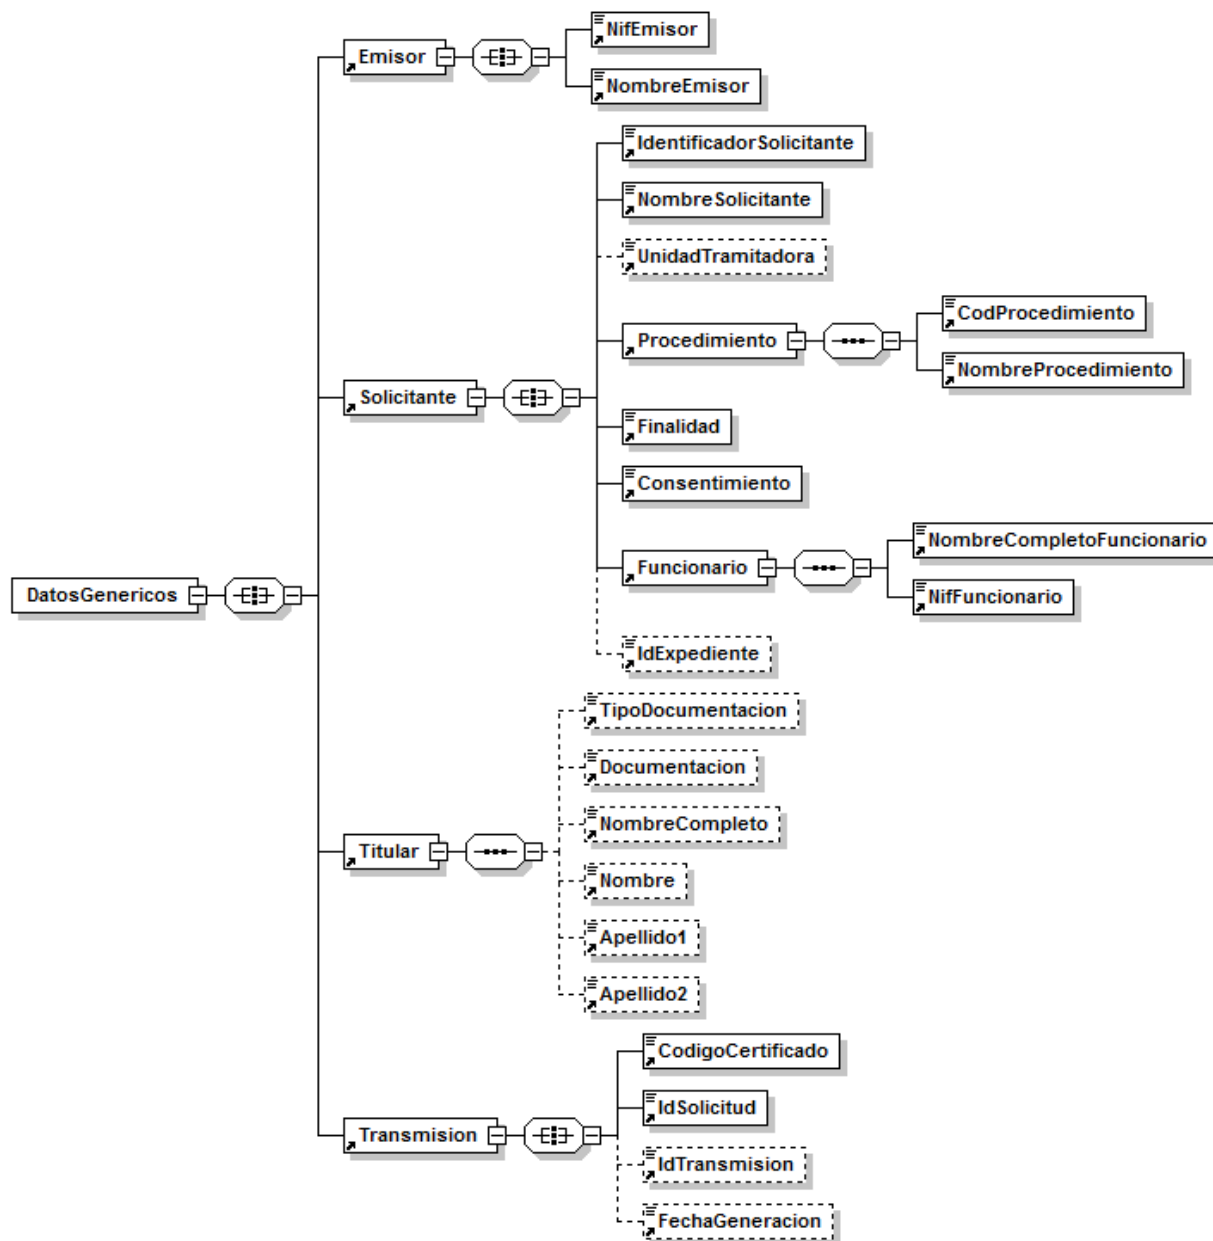 Emisor
NifEmisor
NombreEmisor
IdentificadorSolicitante
NombreSolicitante
UnidadTramitadora
Procedimiento
CodProcedimiento
NombreProcedimiento
Solicitante
Finalidad
Consentimiento
Funcionario
NombreCompletoFuncionario
NifFuncionario
IdExpediente
DatosGenericos
TipoDocumentacion
Documentacion
NombreCompleto
Titular
Nombre
Apellido1
Apellido2
CodigoCertificado
IdSolicitud
Transmision
IdTransmision
FechaGeneracion